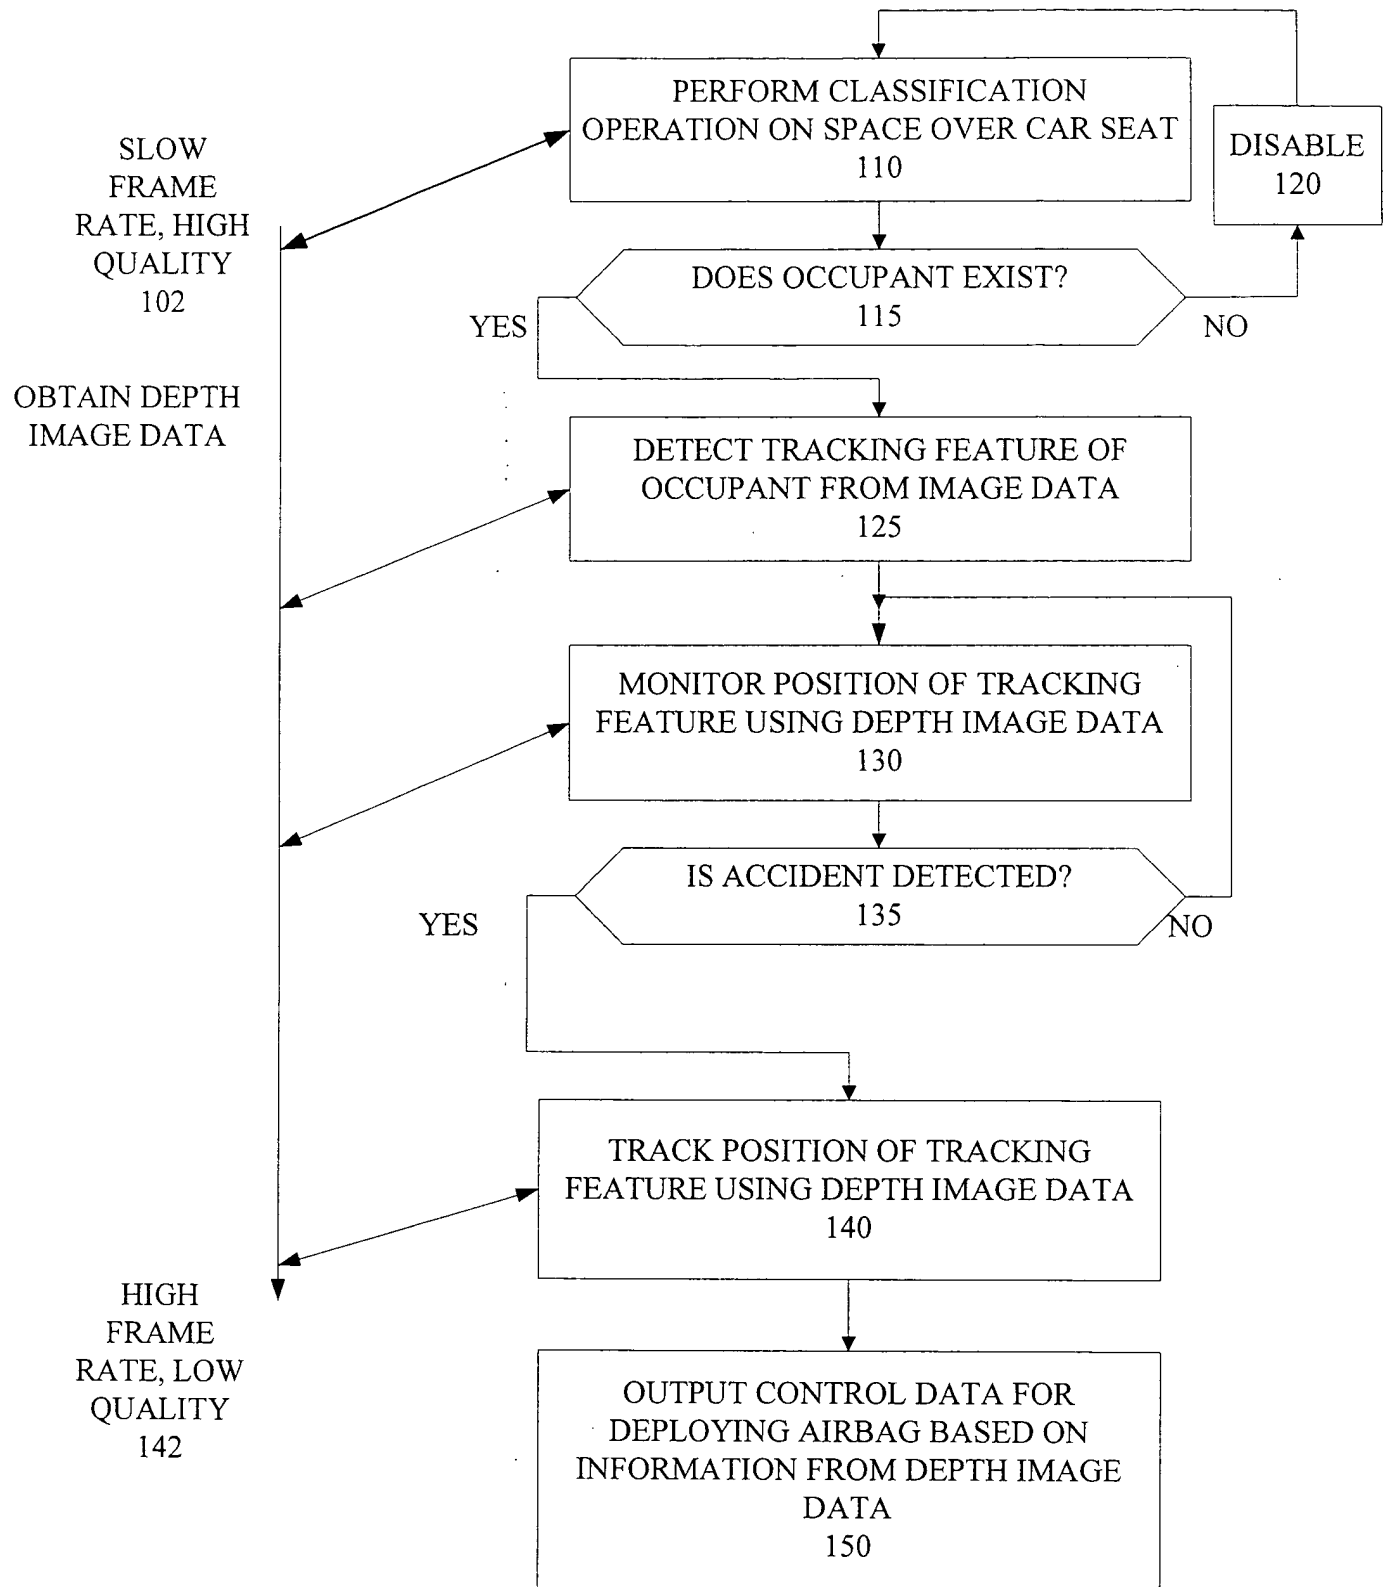 PERFORM CLASSIFICATION
OPERATION ON SPACE OVER CAR SEAT
110
DISABLE
120
SLOW
FRAME
RATE, HIGH
QUALITY
102
DOES OCCUPANT EXIST?
115
YES
NO
OBTAIN DEPTH
IMAGE DATA
DETECT TRACKING FEATURE OF
OCCUPANT FROM IMAGE DATA
125
MONITOR POSITION OF TRACKING
FEATURE USING DEPTH IMAGE DATA
130
IS ACCIDENT DETECTED?
135
YES
NO
TRACK POSITION OF TRACKING
FEATURE USING DEPTH IMAGE DATA
140
HIGH
FRAME
RATE, LOW
QUALITY
142
OUTPUT CONTROL DATA FOR
DEPLOYING AIRBAG BASED ON
INFORMATION FROM DEPTH IMAGE
DATA
150